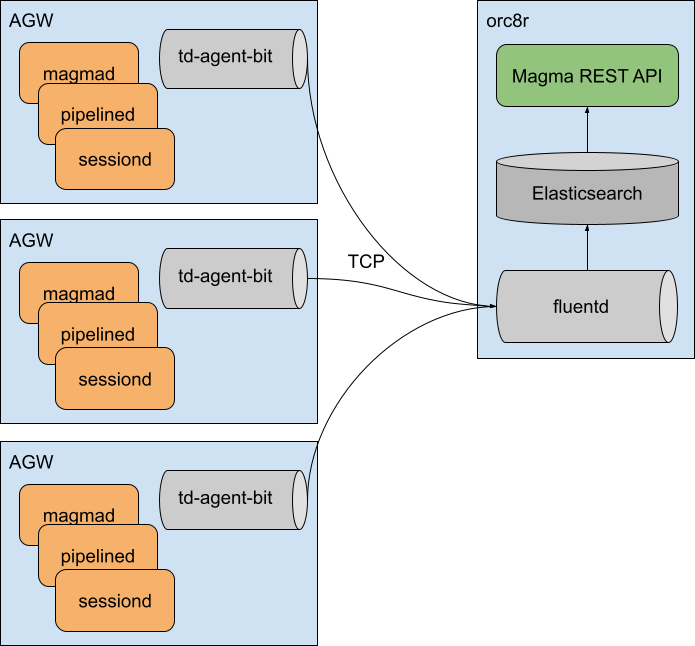 AGW
td-agent-bit
magmad
pipelined
sessiond
AGW
td-agent-bit
magmad
pipelined
sessiond
AGW
td-agent-bit
magmad
pipelined
sessiond
TCP
orc8r
Magma REST API
Elasticsearch
fluentd